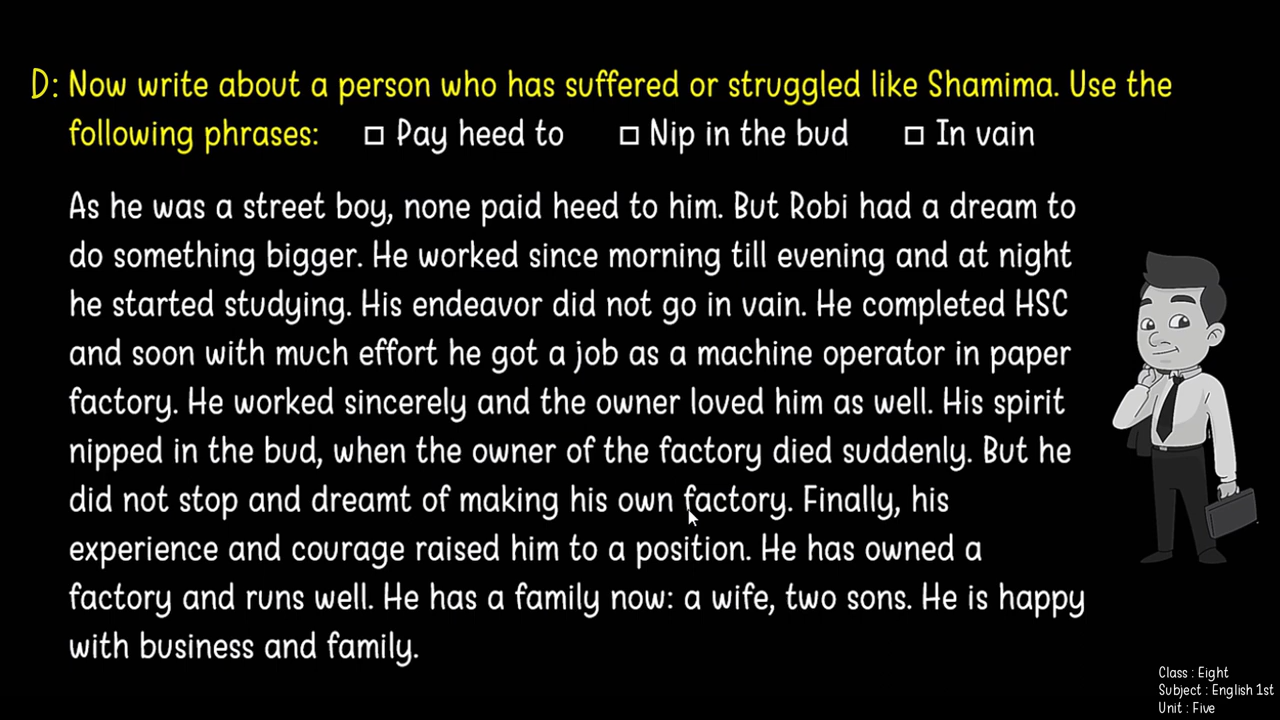 D: Now write about a person who has suffered or struggled like Shamima. Use the
following phrases: □ Pay heed to □ Nip in the bud □ In vain
As he was a street boy, none paid heed to him. But Robi had a dream to
do something bigger. He worked since morning till evening and at night
he started studying. His endeavor did not go in vain. He completed HSC
and soon with much effort he got a job as a machine operator in paper
factory. He worked sincerely and the owner loved him as well. His spirit
nipped in the bud, when the owner of the factory died suddenly. But he
did not stop and dreamt of making his own factory. Finally, his
experience and courage raised him to a position. He has owned a
factory and runs well. He has a family now: a wife, two sons. He is happy
with business and family.
Class : Eight
Subject : English 1st
Unit : Five